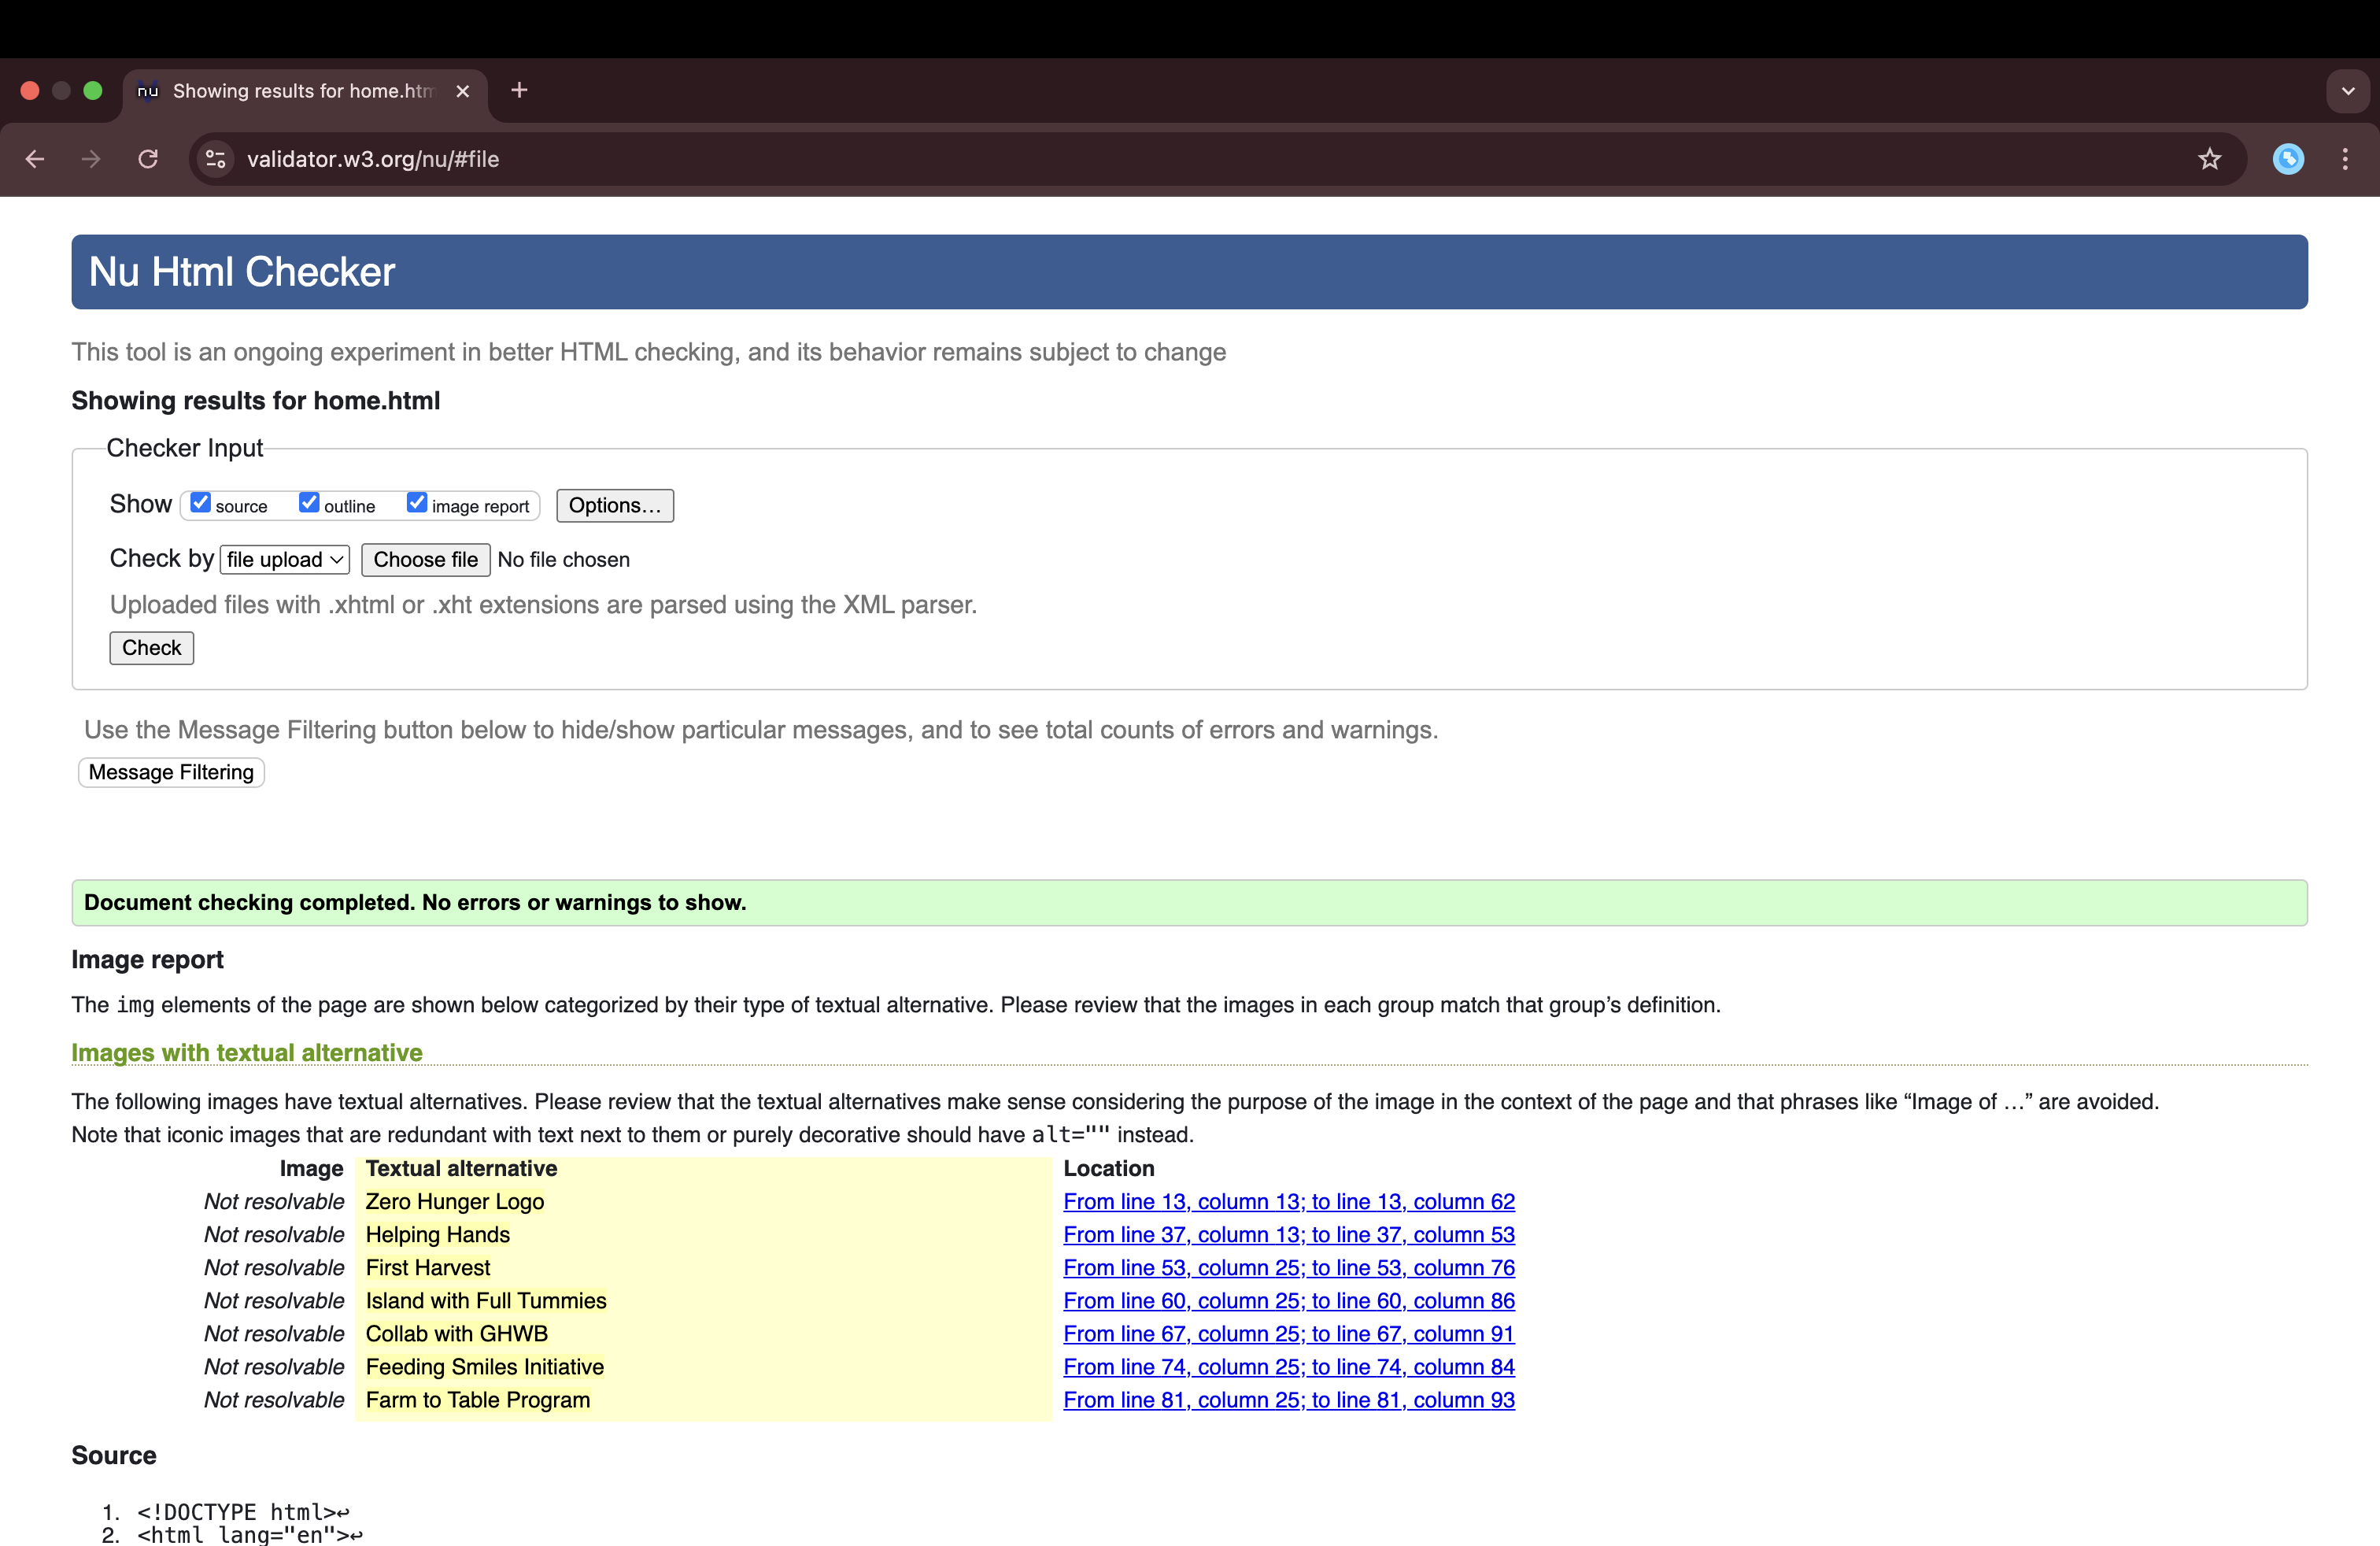 nu Showing results for home.htm
validator.w3.org/nu/#file
Nu Html Checker
This tool is an ongoing experiment in better HTML checking, and its behavior remains subject to change
Showing results for home.html
Checker Input
Show source outline image report Options…
Check by file upload Choose file No file chosen
Uploaded files with .xhtml or .xht extensions are parsed using the XML parser.
Check
Use the Message Filtering button below to hide/show particular messages, and to see total counts of errors and warnings.
Message Filtering
Document checking completed. No errors or warnings to show.
Image report
The img elements of the page are shown below categorized by their type of textual alternative. Please review that the images in each group match that group’s definition.
Images with textual alternative
The following images have textual alternatives. Please review that the textual alternatives make sense considering the purpose of the image in the context of the page and that phrases like “Image of …” are avoided.
Note that iconic images that are redundant with text next to them or purely decorative should have alt="" instead.
Image Textual alternative Location
Not resolvable Zero Hunger Logo From line 13, column 13; to line 13, column 62
Not resolvable Helping Hands From line 37, column 13; to line 37, column 53
Not resolvable First Harvest From line 53, column 25; to line 53, column 76
Not resolvable Island with Full Tummies From line 60, column 25; to line 60, column 86
Not resolvable Collab with GHWB From line 67, column 25; to line 67, column 91
Not resolvable Feeding Smiles Initiative From line 74, column 25; to line 74, column 84
Not resolvable Farm to Table Program From line 81, column 25; to line 81, column 93
Source
1. <!DOCTYPE html>↩
2. <html lang="en">↩